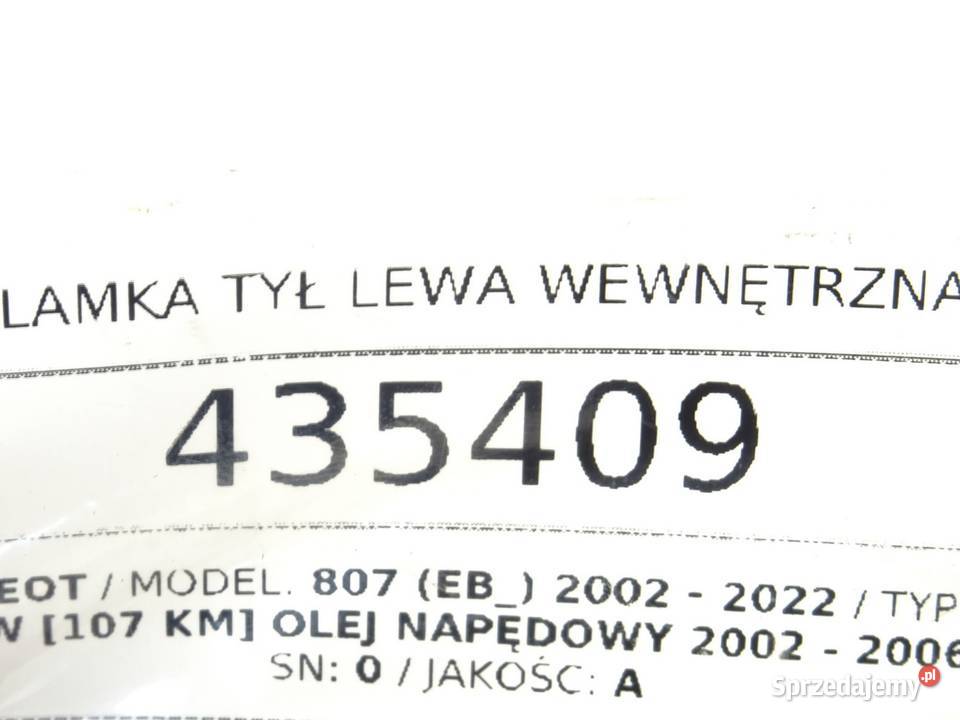 LAMKA TYŁ LEWA WEWNĘTRZNA
435409
EOT / MODEL. 807 (EB_) 2002 - 2022 / TYP
W [107 KM] OLEJ NAPĘDOWY 2002 - 2006
SN: 0 / JAKOŚC: A
Sprzedajemy.pl